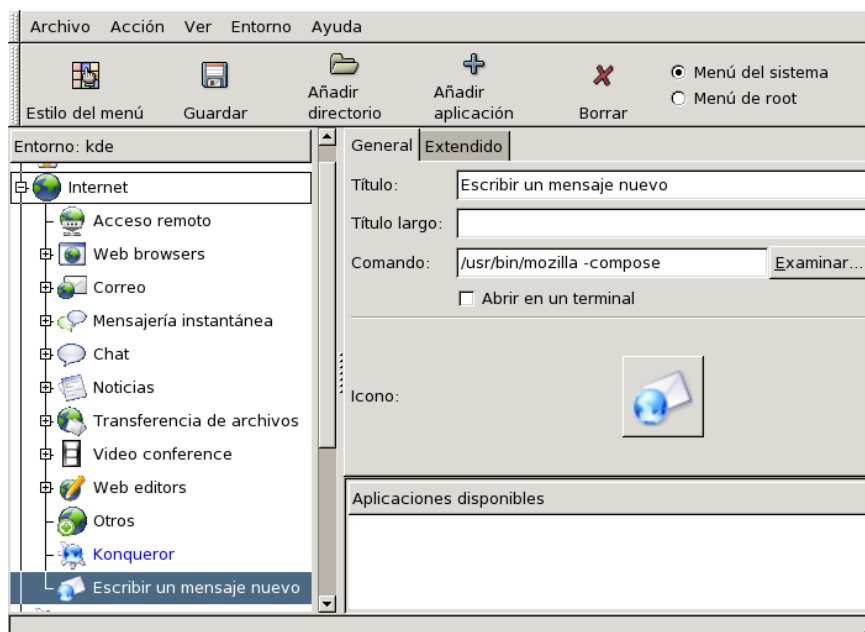 Archivo Acción Ver Entorno Ayuda
Estilo del menú
Guardar
Añadir
directorio
Añadir
aplicación
Borrar
Menú del sistema
Menú de root
Entorno: kde
Internet
Acceso remoto
Web browsers
Correo
Mensajería instantánea
Chat
Noticias
Transferencia de archivos
Video conference
Web editors
Otros
Konqueror
Escribir un mensaje nuevo
General Extendido
Título: Escribir un mensaje nuevo
Título largo:
Comando: /usr/bin/mozilla -compose Examinar...
Abrir en un terminal
Icono:
Aplicaciones disponibles